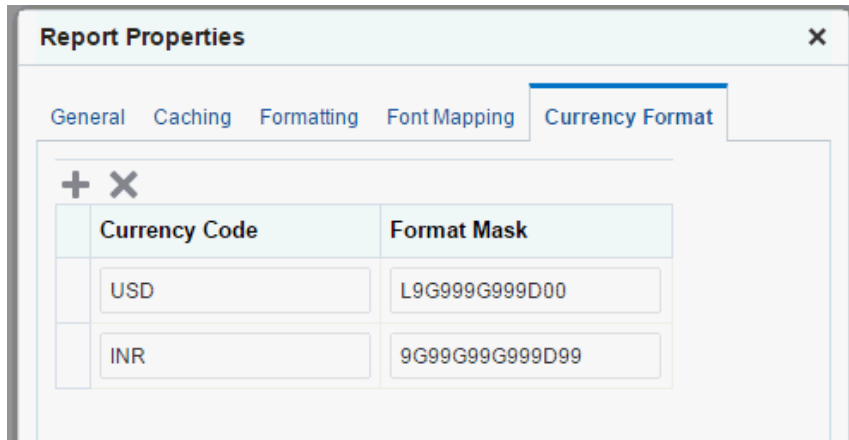 Report Properties
General Caching Formatting Font Mapping Currency Format
Currency Code Format Mask
USD L9G999G999D00
INR 9G99G99G999D99